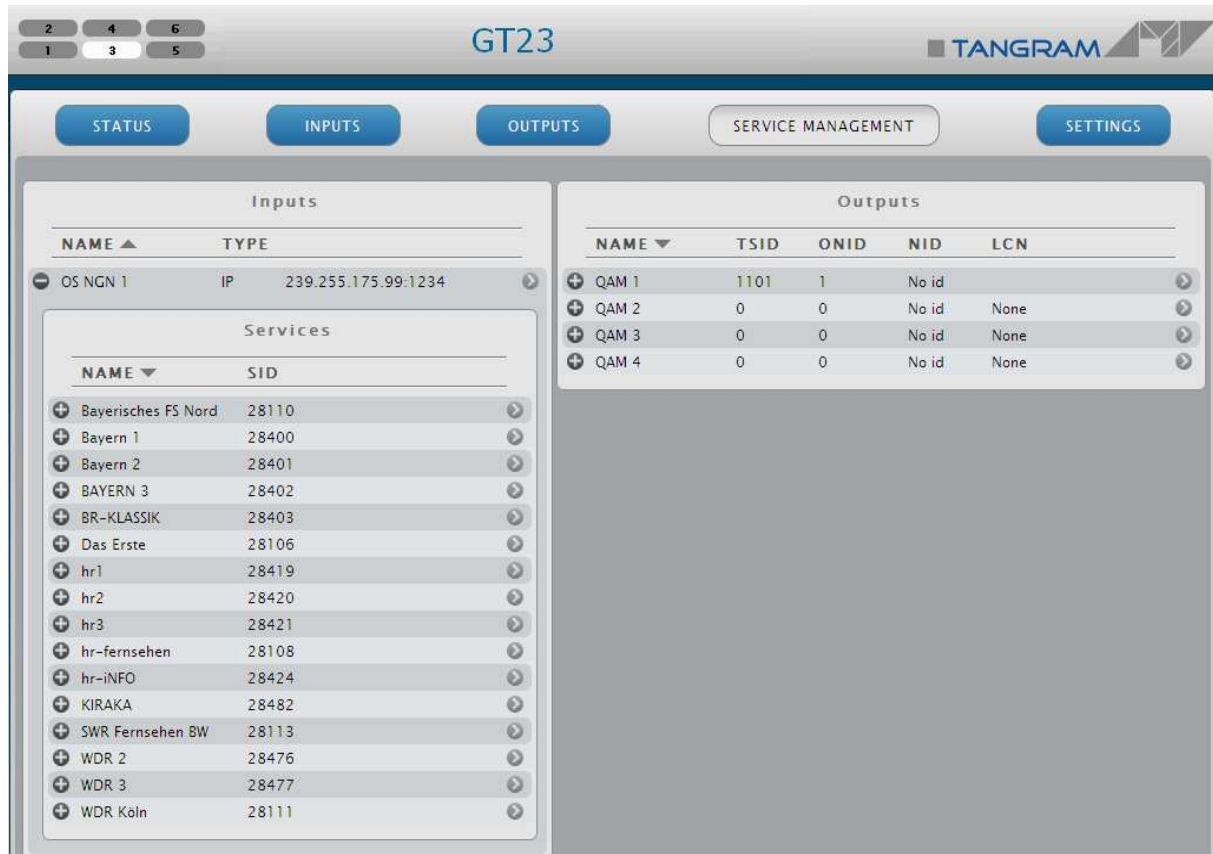 2 4 6
1 3 5
GT23
TANGRAM
STATUS INPUTS OUTPUTS SERVICE MANAGEMENT SETTINGS
Inputs
NAME TYPE
OS NGN 1 IP 239.255.175.99:1234
Services
NAME SID
Bayerisches FS Nord 28110
Bayern 1 28400
Bayern 2 28401
BAYERN 3 28402
BR-KLASSIK 28403
Das Erste 28106
hr1 28419
hr2 28420
hr3 28421
hr-fernsehen 28108
hr-iNFO 28424
KIRAKA 28482
SWR Fernsehen BW 28113
WDR 2 28476
WDR 3 28477
WDR Köln 28111
Outputs
NAME TSID ONID NID LCN
QAM 1 1101 1 No id
QAM 2 0 0 No id None
QAM 3 0 0 No id None
QAM 4 0 0 No id None